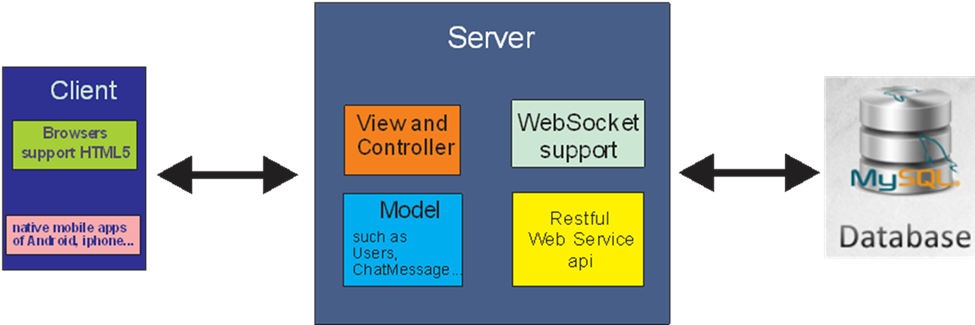 Client
Browsers
support HTML5
native mobile apps
of Android, iphone...
Server
View and
Controller
WebSocket
support
Model
such as
Users,
ChatMessage...
Restful
Web Service
api
MySQL
Database